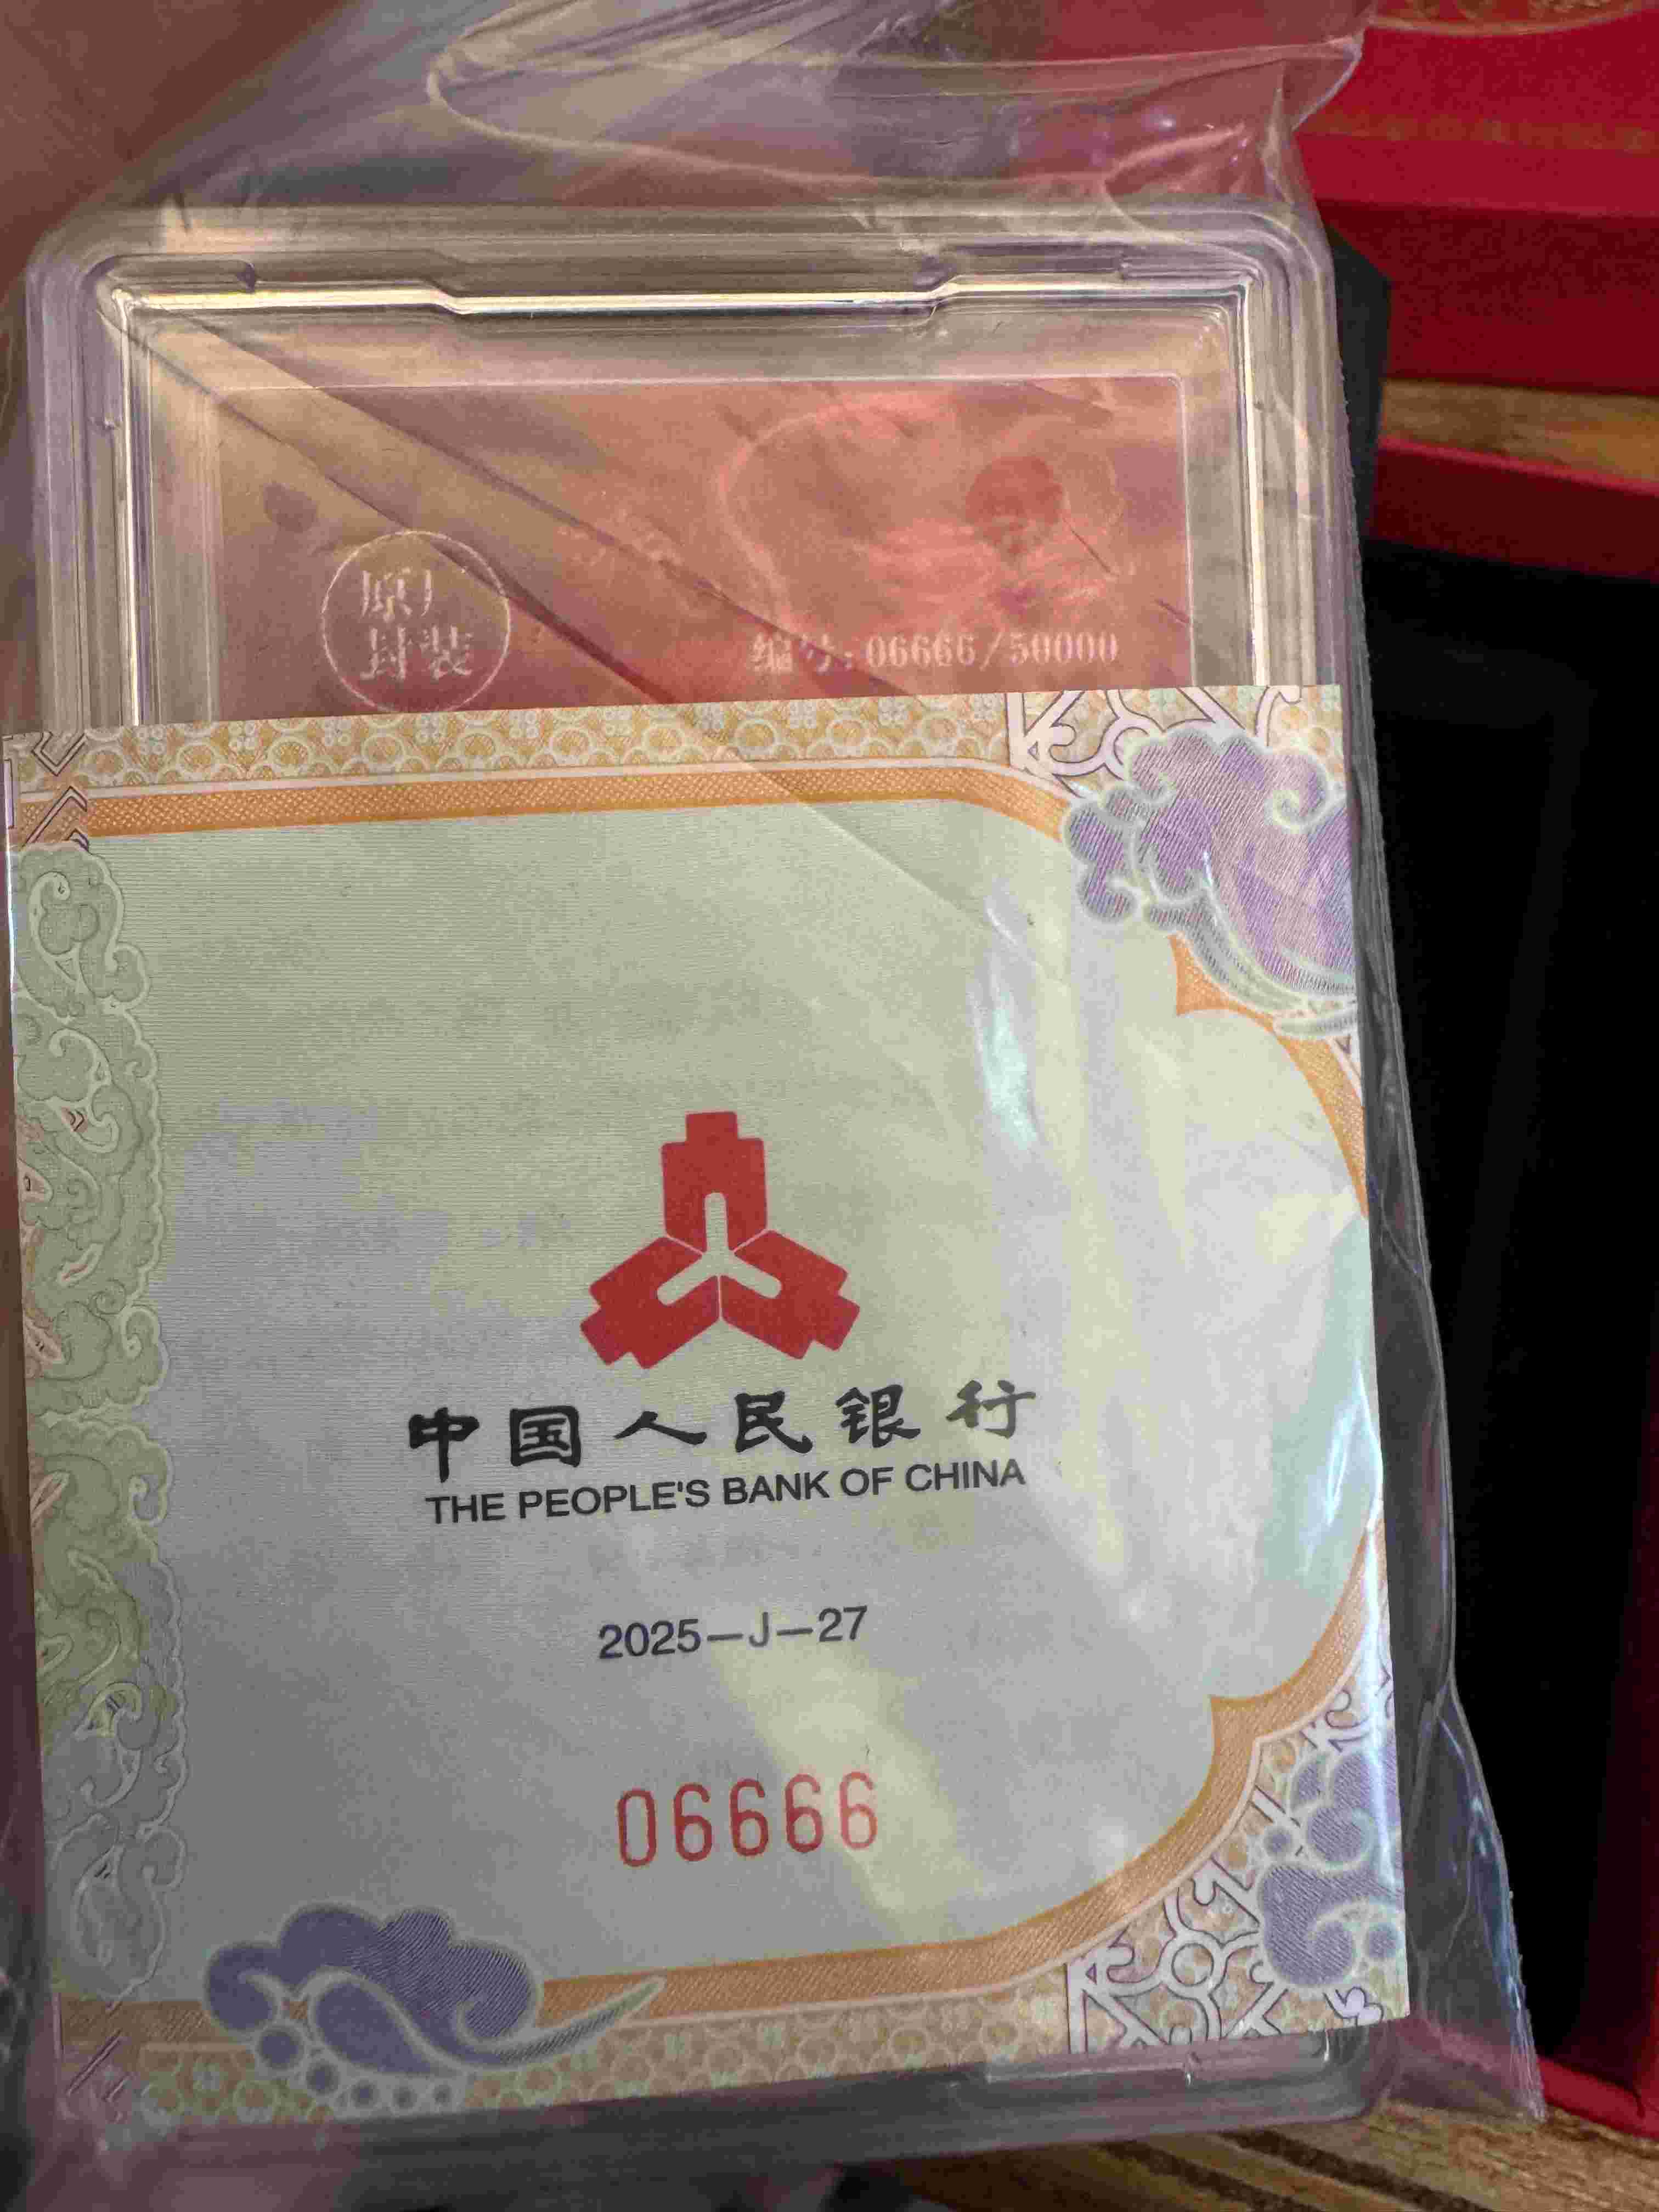 原厂
封装
编号:06666/50000
中国人民银行
THE PEOPLE'S BANK OF CHINA
2025-J-27
06666